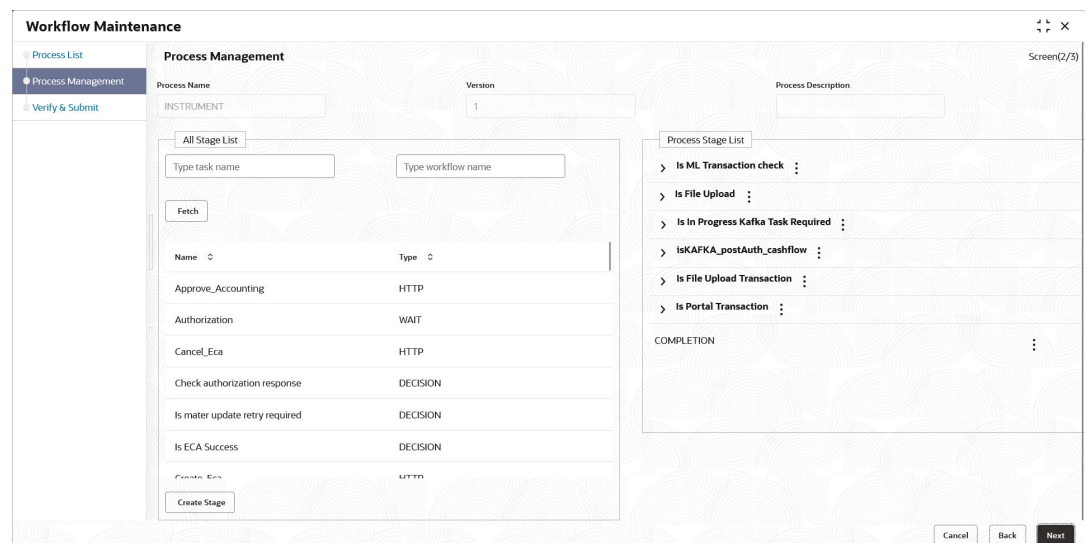 Workflow Maintenance
Process List
Process Management
Verify & Submit
Process Management
Screen(2/3)
Process Name
Version
Process Description
INSTRUMENT
1
All Stage List
Type task name
Type workflow name
Fetch
Name
Type
Approve_Accounting HTTP
Authorization WAIT
Cancel_Eca HTTP
Check authorization response DECISION
Is mater update retry required DECISION
Is ECA Success DECISION
Create_Eca HTTP
Create Stage
Process Stage List
Is ML Transaction check
Is File Upload
Is In Progress Kafka Task Required
isKAFKA_postAuth_cashflow
Is File Upload Transaction
Is Portal Transaction
COMPLETION
Cancel
Back
Next